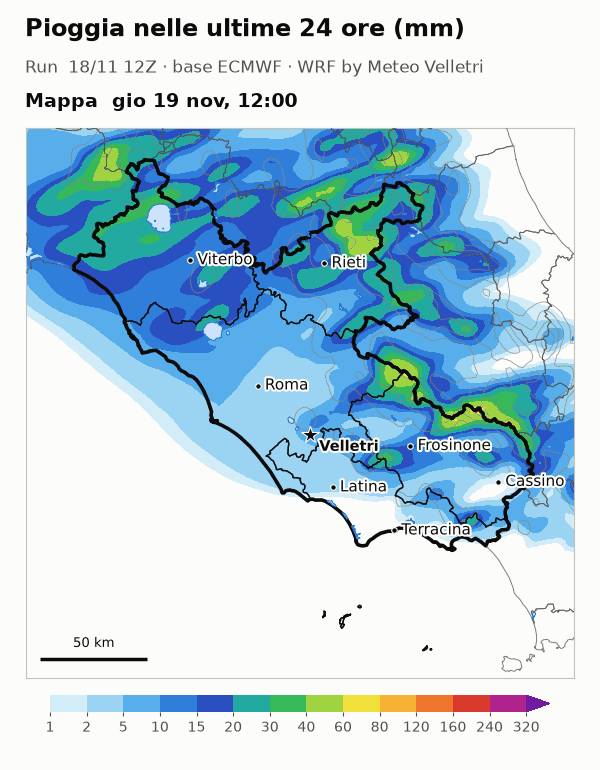 Pioggia nelle ultime 24 ore (mm)
Run 18/11 12Z · base ECMWF · WRF by Meteo Velletri
Mappa gio 19 nov, 12:00
Viterbo
Rieti
Roma
Velletri
Frosinone
Latina
Cassino
Terracina
50 km
1 2 5 10 15 20 30 40 60 80 120 160 240 320